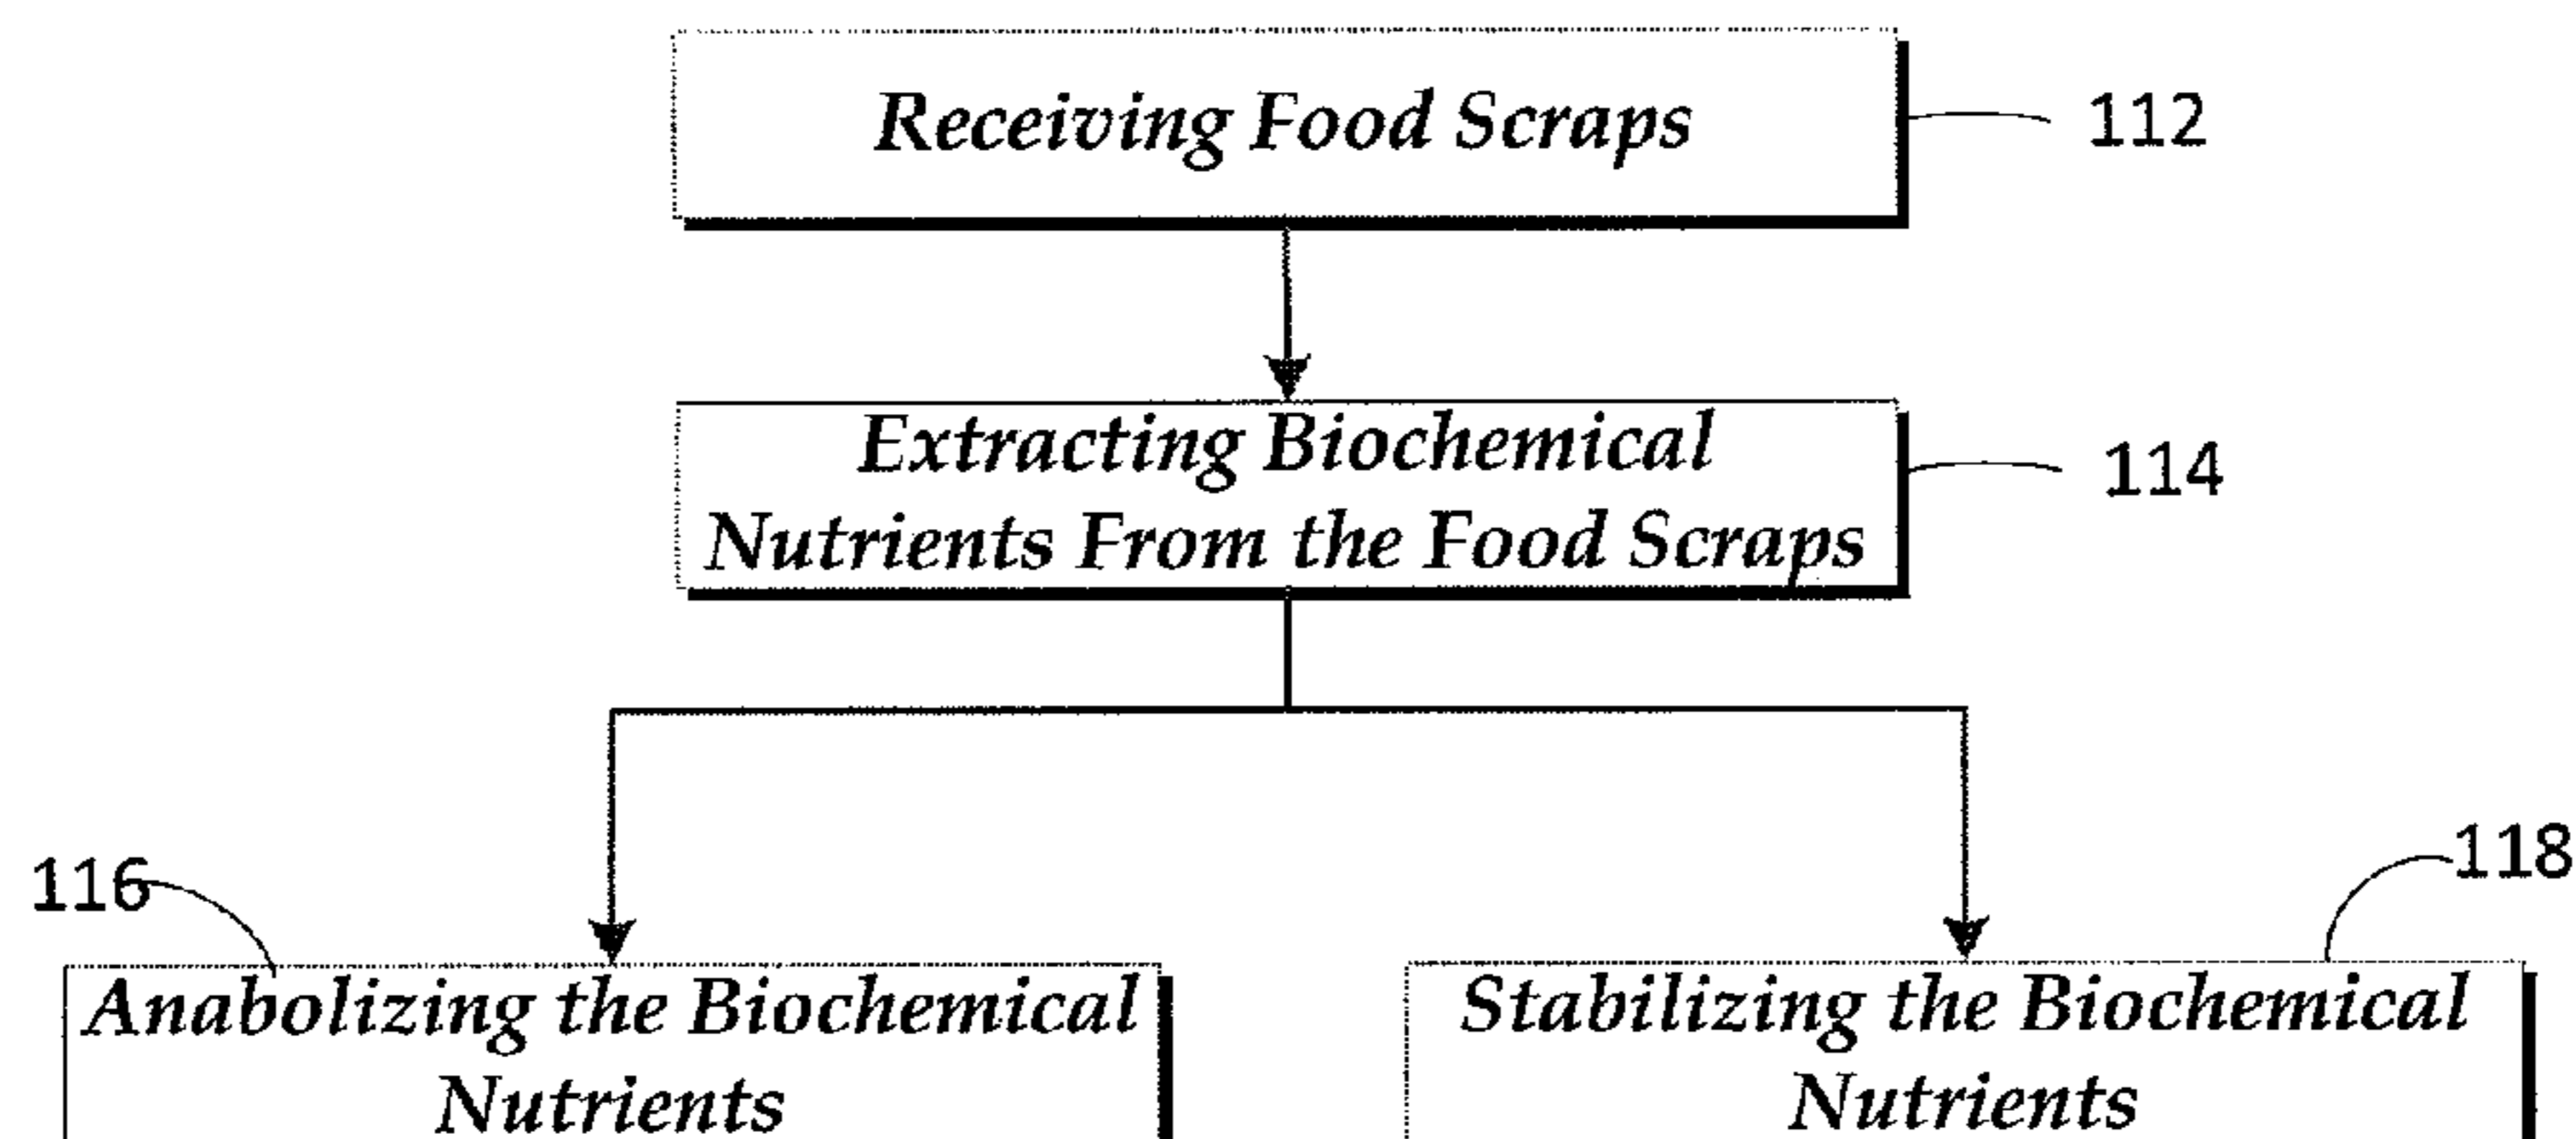 Receiving Food Scraps
112
Extracting Biochemical
Nutrients From the Food Scraps
114
116
118
Anabolizing the Biochemical
Nutrients
Stabilizing the Biochemical
Nutrients